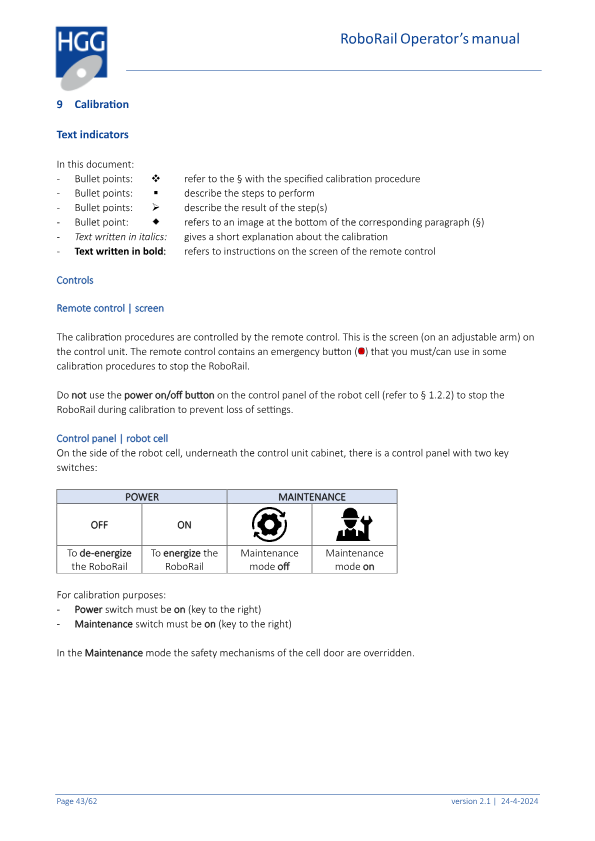 HGG
RoboRail Operator's manual
9 Calibration
Text indicators
In this document:
- Bullet points: ❖ refer to the § with the specified calibration procedure
- Bullet points: ▪ describe the steps to perform
- Bullet points: ➢ describe the result of the step(s)
- Bullet point: ◆ refers to an image at the bottom of the corresponding paragraph (§)
- Text written in italics: gives a short explanation about the calibration
- Text written in bold: refers to instructions on the screen of the remote control
Controls
Remote control | screen
The calibration procedures are controlled by the remote control. This is the screen (on an adjustable arm) on
the control unit. The remote control contains an emergency button () that you must/can use in some
calibration procedures to stop the RoboRail.
Do not use the power on/off button on the control panel of the robot cell (refer to § 1.2.2) to stop the
RoboRail during calibration to prevent loss of settings.
Control panel | robot cell
On the side of the robot cell, underneath the control unit cabinet, there is a control panel with two key
switches:
POWER MAINTENANCE
OFF ON
To de-energize To energize the Maintenance Maintenance
the RoboRail RoboRail mode off mode on
For calibration purposes:
- Power switch must be on (key to the right)
- Maintenance switch must be on (key to the right)
In the Maintenance mode the safety mechanisms of the cell door are overridden.
Page 43/62 version 2.1 | 24-4-2024